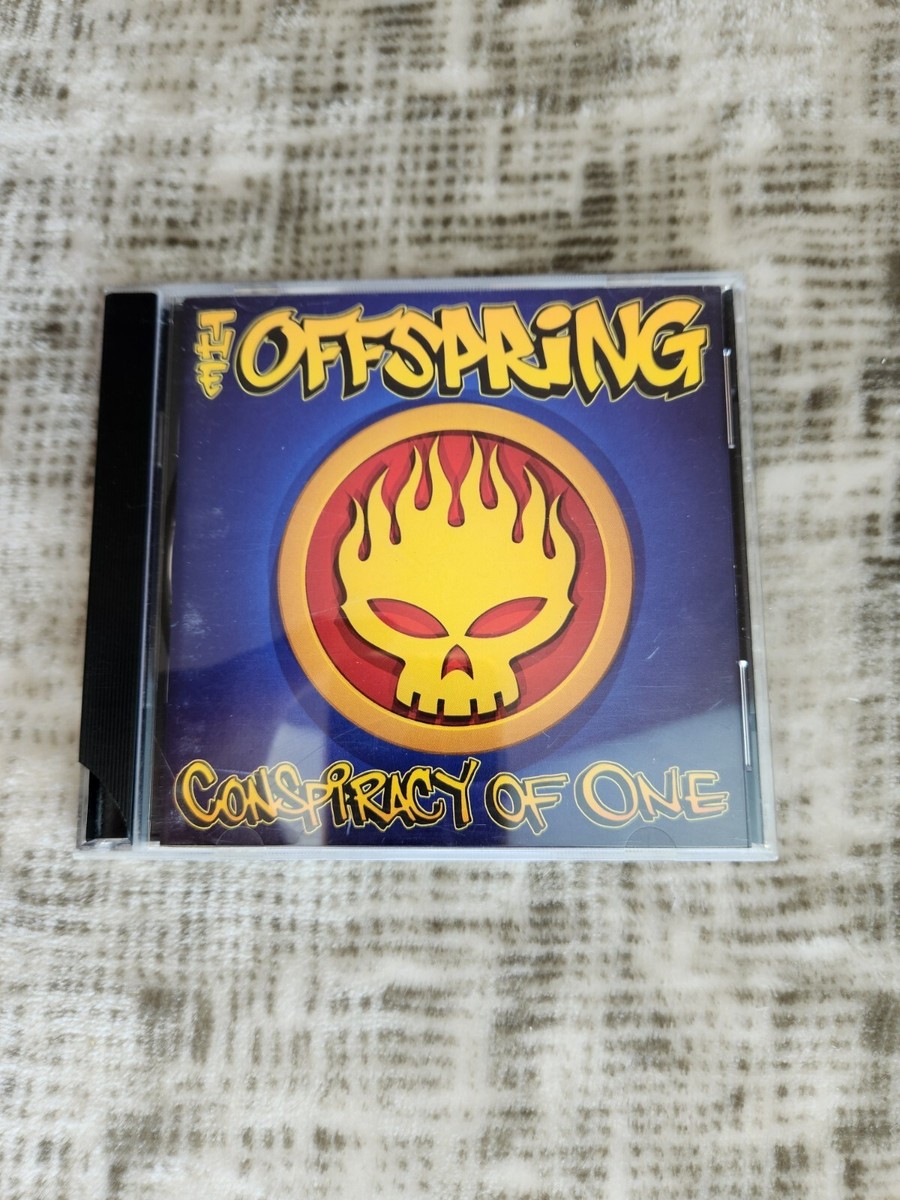 THE OFFSPRiNG
CONSPiRACY OF ONE